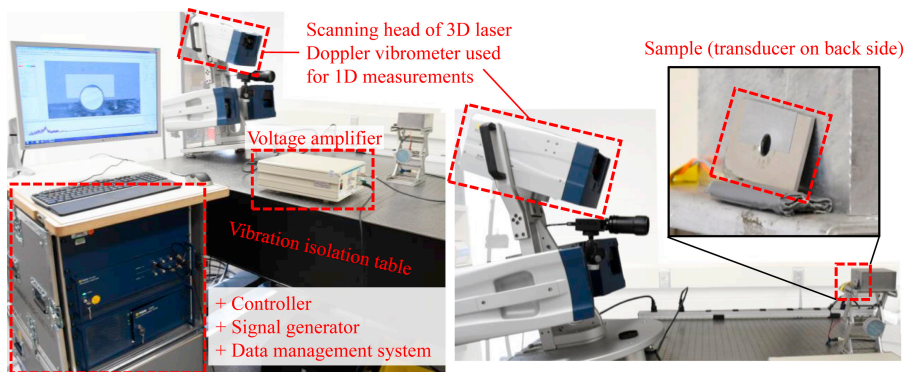 Scanning head of 3D laser
Doppler vibrometer used
for 1D measurements
Sample (transducer on back side)
Voltage amplifier
Vibration isolation table
+ Controller
+ Signal generator
+ Data management system